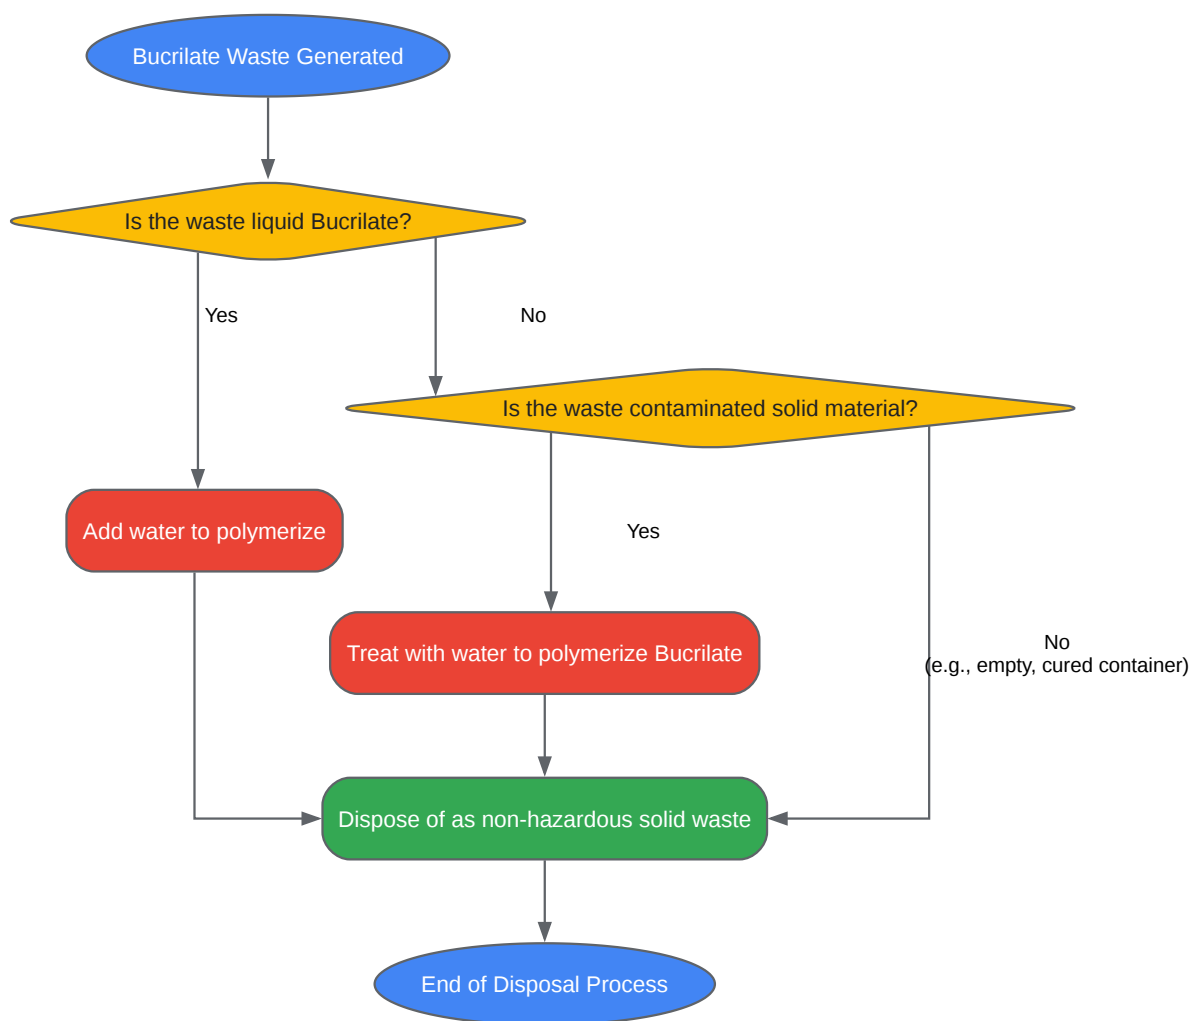 Bucrilate Waste Generated
Is the waste liquid Bucrilate?
Yes
No
Is the waste contaminated solid material?
Add water to polymerize
Yes
Treat with water to polymerize Bucrilate
No
(e.g., empty, cured container)
Dispose of as non-hazardous solid waste
End of Disposal Process